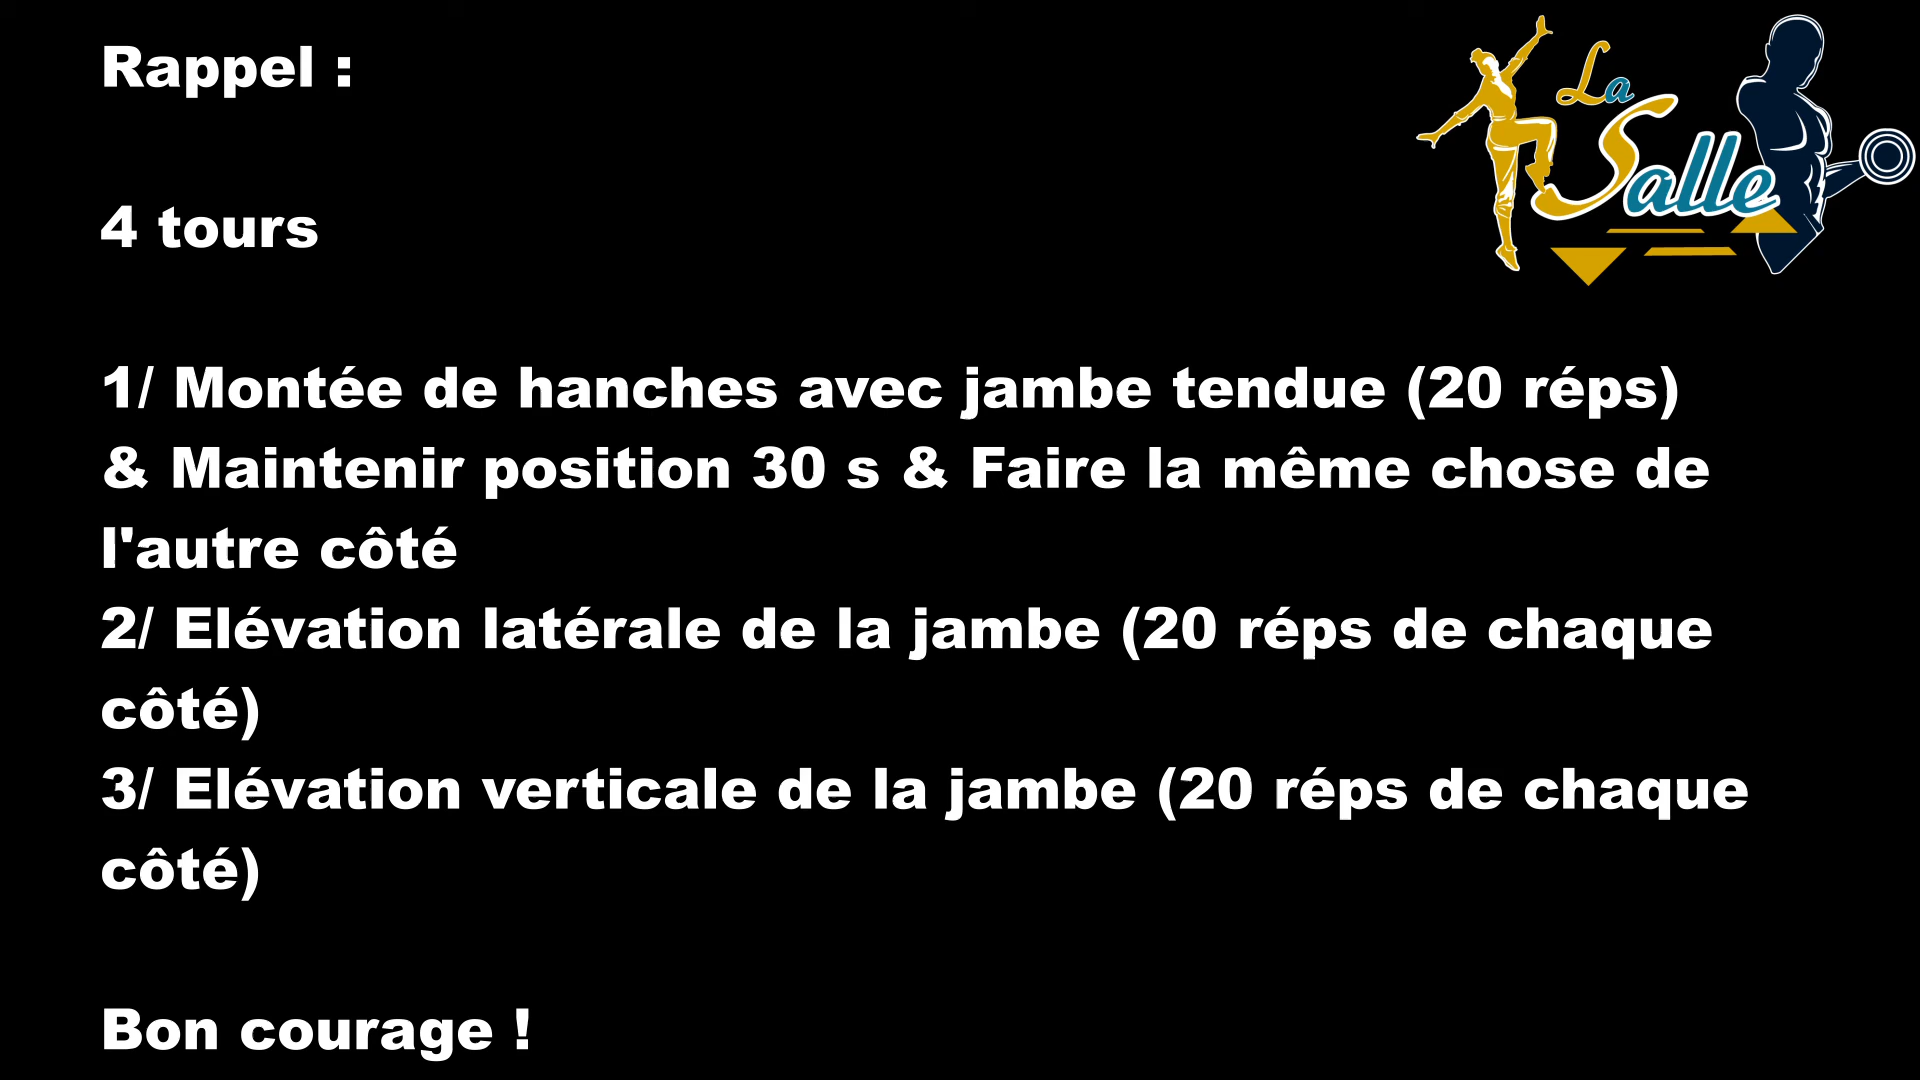 Rappel :
La
Salle
4 tours
1/ Montée de hanches avec jambe tendue (20 réps)
& Maintenir position 30 s & Faire la même chose de
l'autre côté
2/ Elévation latérale de la jambe (20 réps de chaque
côté)
3/ Elévation verticale de la jambe (20 réps de chaque
côté)
Bon courage !